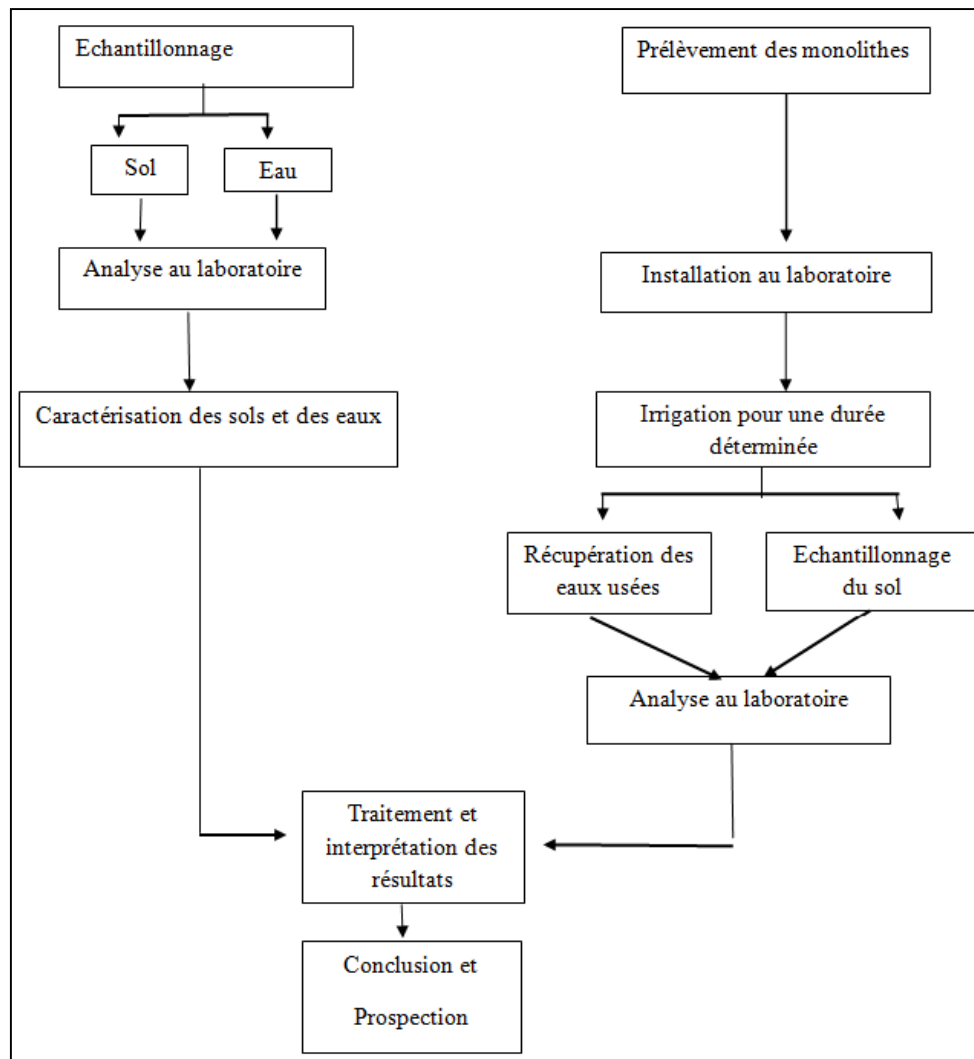 Echantillonnage
Sol
Eau
Analyse au laboratoire
Caractérisation des sols et des eaux
Prélèvement des monolithes
Installation au laboratoire
Irrigation pour une durée
déterminée
Récupération des
eaux usées
Echantillonnage
du sol
Analyse au laboratoire
Traitement et
interprétation des
résultats
Conclusion et
Prospection